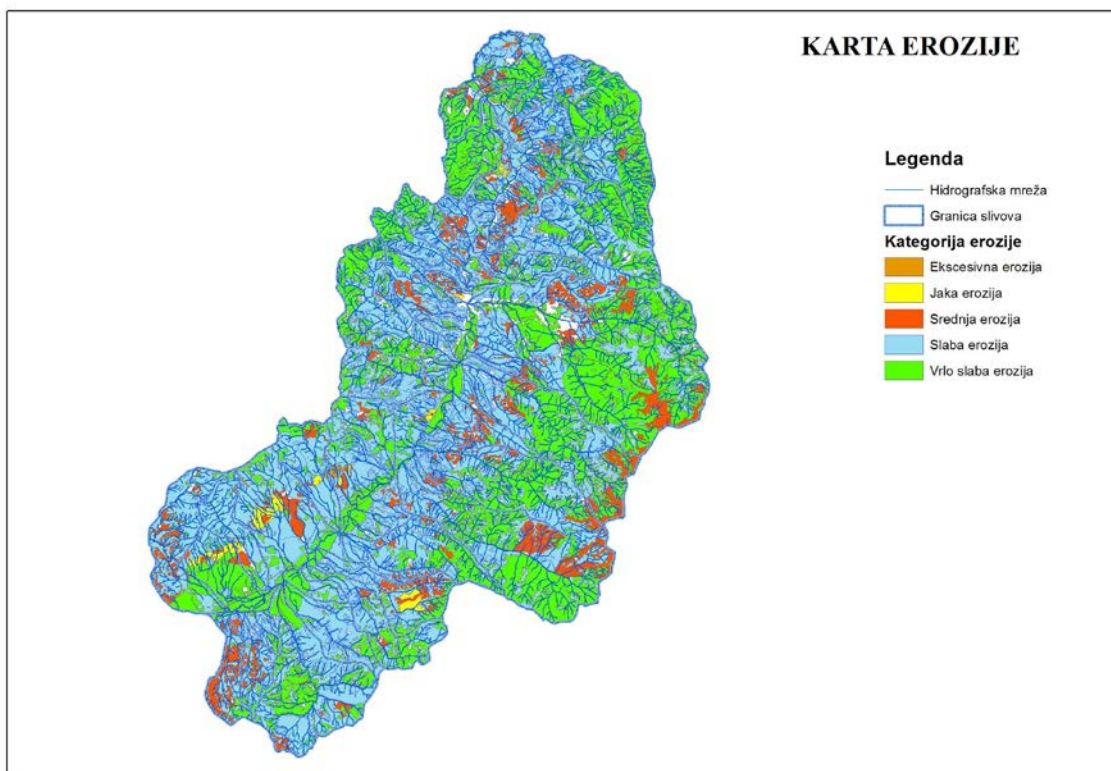 KARTA EROZIJE
Legenda
Hidrografska mreža
Granica slivova
Kategorija erozije
Ekscesivna erozija
Jaka erozija
Srednja erozija
Slaba erozija
Vrlo slaba erozija